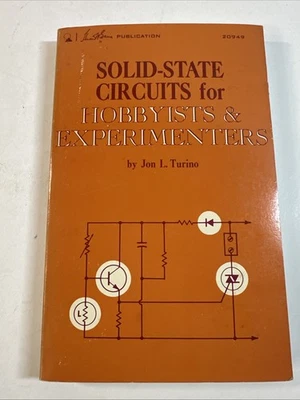 PUBLICATION 20949
SOLID-STATE
CIRCUITS for
HOBBYISTS &
EXPERIMENTERS
by Jon L. Turino
L